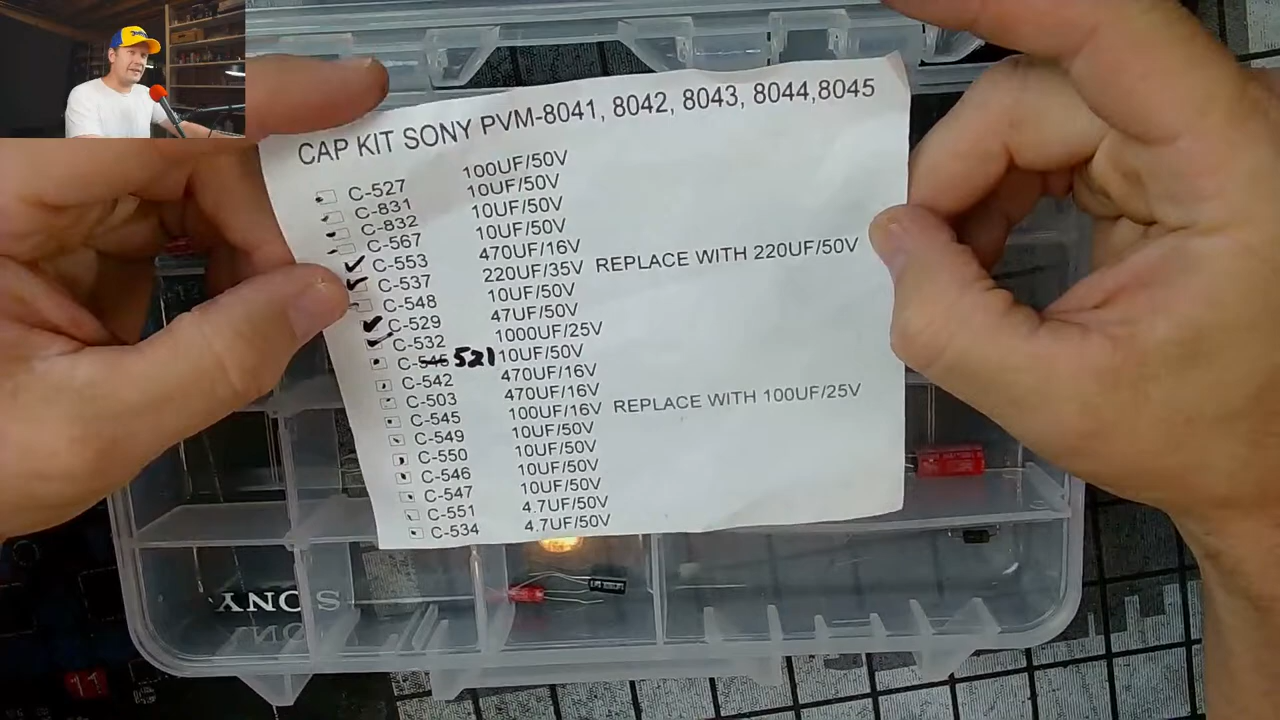 CAP KIT SONY PVM-8041, 8042, 8043, 8044,8045
C-527 100UF/50V
C-831 10UF/50V
C-832 10UF/50V
C-567 10UF/50V
C-553 470UF/16V
C-537 220UF/35V REPLACE WITH 220UF/50V
C-548 10UF/50V
C-529 47UF/50V
C-532 1000UF/25V
C-546 521 10UF/50V
C-542 470UF/16V
C-503 470UF/16V
C-545 100UF/16V REPLACE WITH 100UF/25V
C-549 10UF/50V
C-550 10UF/50V
C-546 10UF/50V
C-547 10UF/50V
C-551 4.7UF/50V
C-534 4.7UF/50V